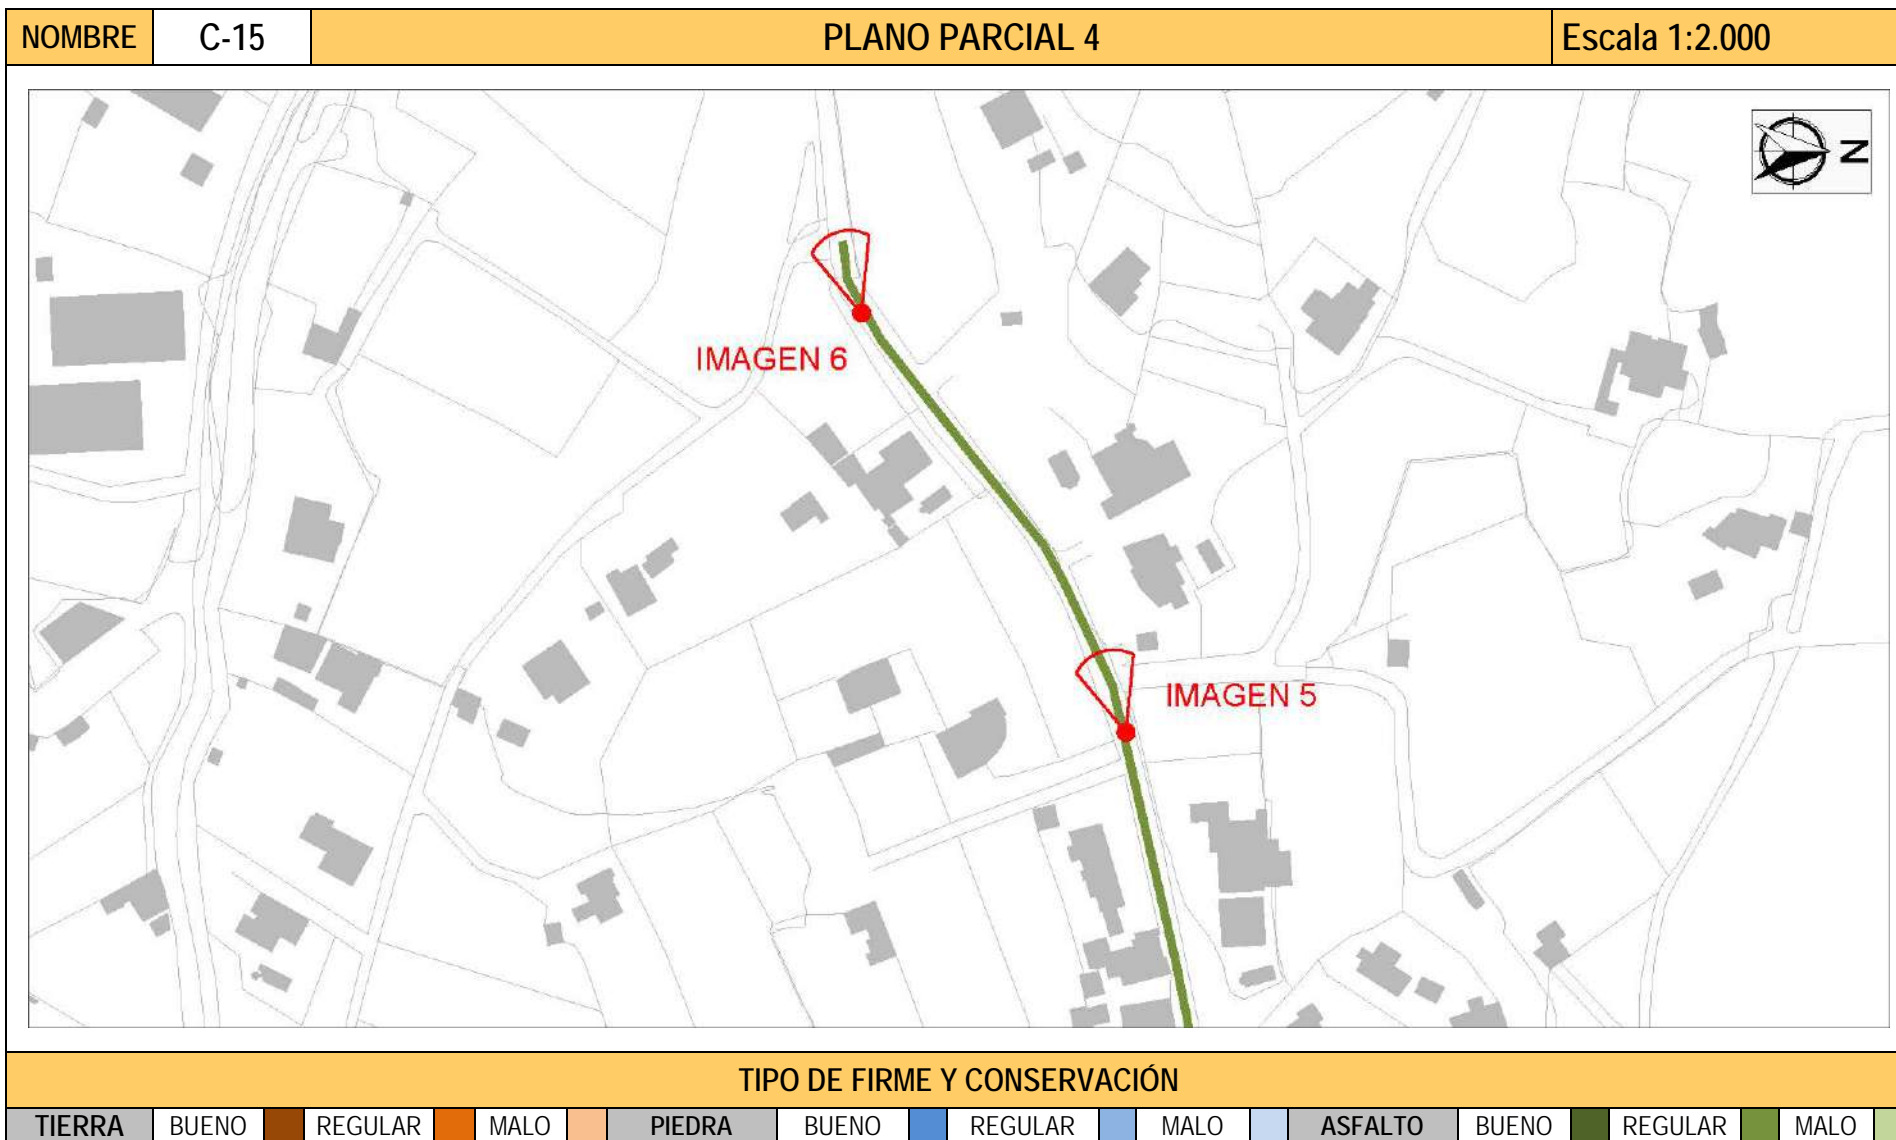 NOMBRE C-15 PLANO PARCIAL 4 Escala 1:2.000
N
IMAGEN 6
IMAGEN 5
TIPO DE FIRME Y CONSERVACIÓN
TIERRA BUENO REGULAR MALO PIEDRA BUENO REGULAR MALO ASFALTO BUENO REGULAR MALO